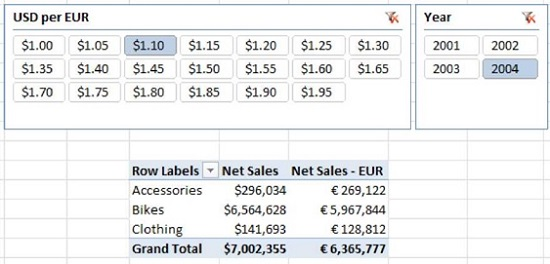 USD per EUR
$1.00 $1.05 $1.10 $1.15 $1.20 $1.25 $1.30
$1.35 $1.40 $1.45 $1.50 $1.55 $1.60 $1.65
$1.70 $1.75 $1.80 $1.85 $1.90 $1.95
Year
2001 2002
2003 2004
Row Labels Net Sales Net Sales - EUR
Accessories $296,034 € 269,122
Bikes $6,564,628 € 5,967,844
Clothing $141,693 € 128,812
Grand Total $7,002,355 € 6,365,777